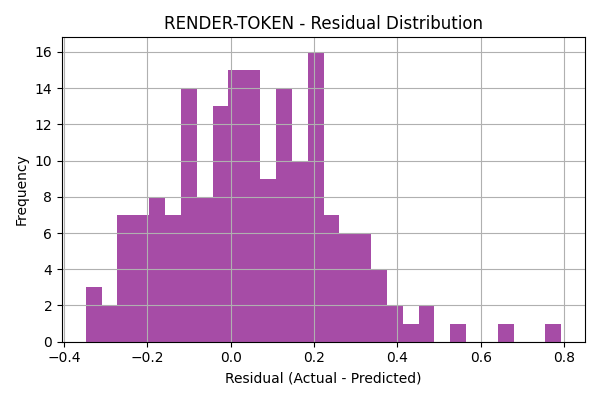 RENDER-TOKEN - Residual Distribution
Frequency
16
14
12
10
8
6
4
2
0
−0.4 −0.2 0.0 0.2 0.4 0.6 0.8
Residual (Actual - Predicted)